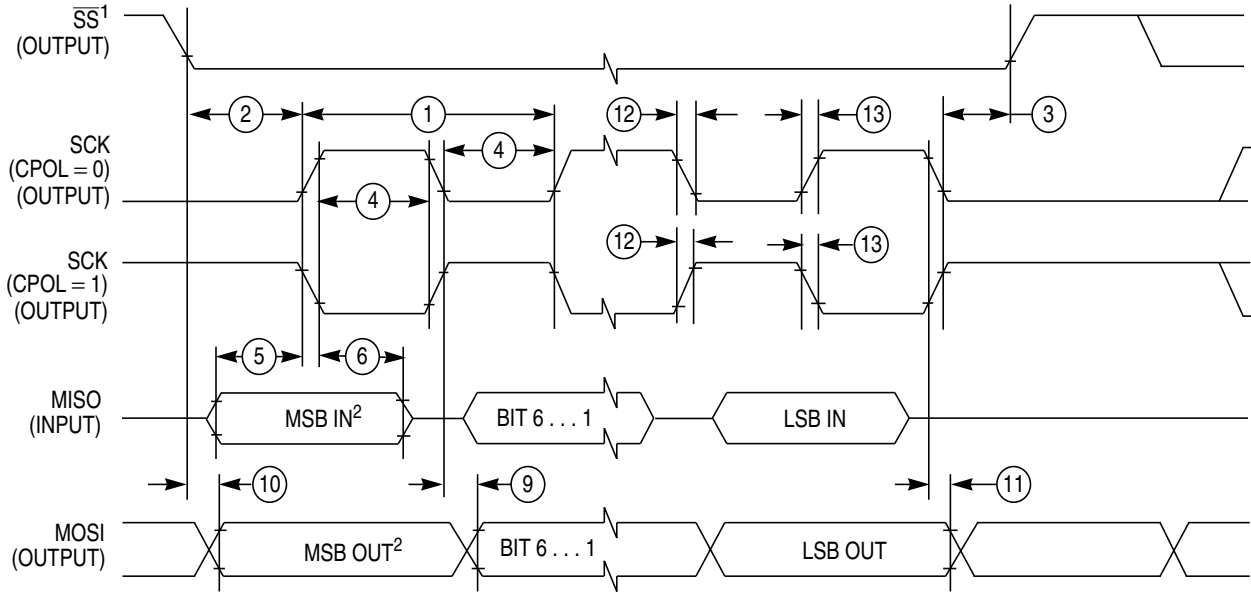 SS¹
(OUTPUT)
2
1
12
13
3
SCK
(CPOL = 0)
(OUTPUT)
4
4
12
13
SCK
(CPOL = 1)
(OUTPUT)
5
6
MISO
(INPUT)
MSB IN²
BIT 6 . . . 1
LSB IN
10
9
11
MOSI
(OUTPUT)
MSB OUT²
BIT 6 . . . 1
LSB OUT